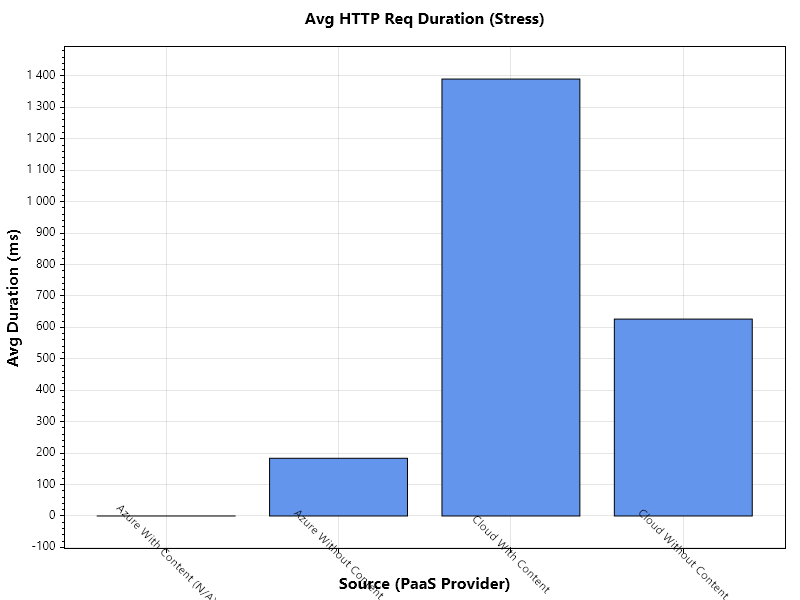 Avg HTTP Req Duration (Stress)
Avg Duration (ms)
1 400
1 300
1 200
1 100
1 000
900
800
700
600
500
400
300
200
100
0
-100
Azure With Content (N/A)
Azure Without Content
Cloud With Content
Cloud Without Content
Source (PaaS Provider)